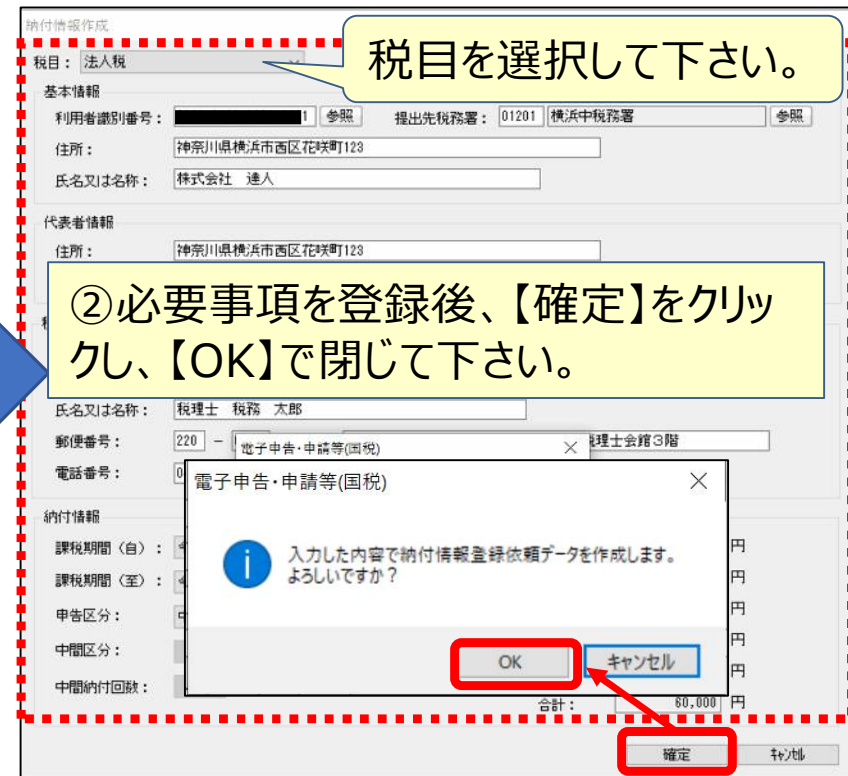 納付情報作成
税目： 法人税
税目を選択して下さい。
基本情報
利用者識別番号： 1 参照 提出先税務署： 01201 横浜中税務署 参照
住所： 神奈川県横浜市西区花咲町123
氏名又は名称： 株式会社 達人
代表者情報
住所： 神奈川県横浜市西区花咲町123
②必要事項を登録後、【確定】をクリッ
クし、【OK】で閉じて下さい。
氏名又は名称： 税理士 税務 太郎
郵便番号： 220 － 理士会館3階
電話番号： 0
電子申告･申請等(国税)
電子申告･申請等(国税)
入力した内容で納付情報登録依頼データを作成します。
よろしいですか？
OK キャンセル
納付情報
課税期間（自）： 円
課税期間（至）： 円
申告区分： 円
中間区分： 円
中間納付回数： 円
合計： 60,000 円
確定 ｷｬﾝｾﾙ